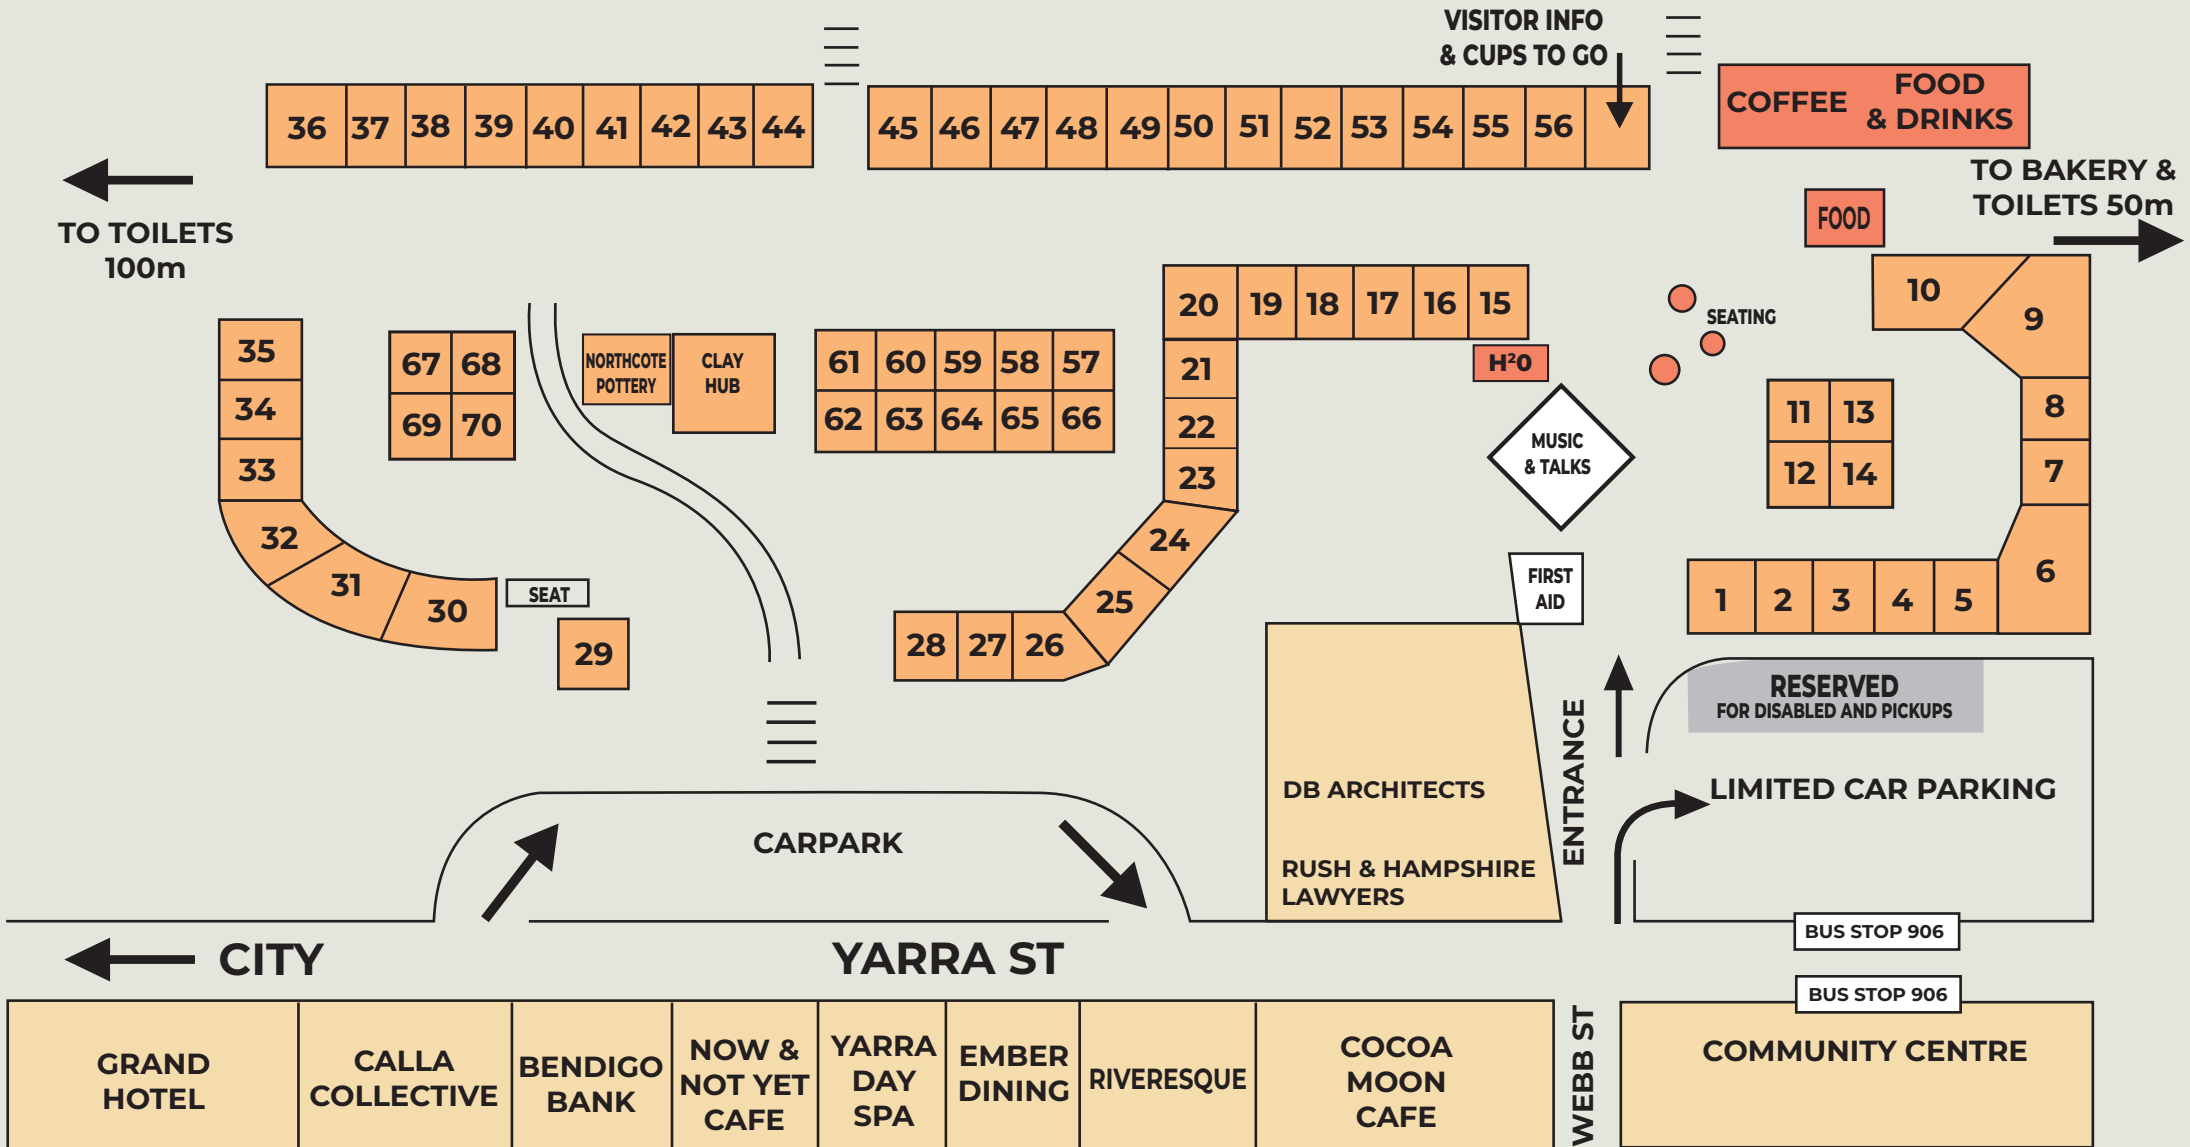 VISITOR INFO
& CUPS TO GO
COFFEE
FOOD
& DRINKS
36 37 38 39 40 41 42 43 44
45 46 47 48 49 50 51 52 53 54 55 56
TO TOILETS
100m
TO BAKERY &
TOILETS 50m
FOOD
10
9
8
7
6
SEATING
20 19 18 17 16 15
H²0
21
22
23
24
25
28 27 26
35
34
33
32
31
30
SEAT
29
67 68
69 70
NORTHCOTE
POTTERY
CLAY
HUB
61 60 59 58 57
62 63 64 65 66
MUSIC
& TALKS
11 13
12 14
FIRST
AID
1 2 3 4 5
RESERVED
FOR DISABLED AND PICKUPS
ENTRANCE
LIMITED CAR PARKING
DB ARCHITECTS
RUSH & HAMPSHIRE
LAWYERS
CARPARK
BUS STOP 906
CITY
YARRA ST
BUS STOP 906
GRAND
HOTEL
CALLA
COLLECTIVE
BENDIGO
BANK
NOW &
NOT YET
CAFE
YARRA
DAY
SPA
EMBER
DINING
RIVERESQUE
COCOA
MOON
CAFE
WEBB ST
COMMUNITY CENTRE